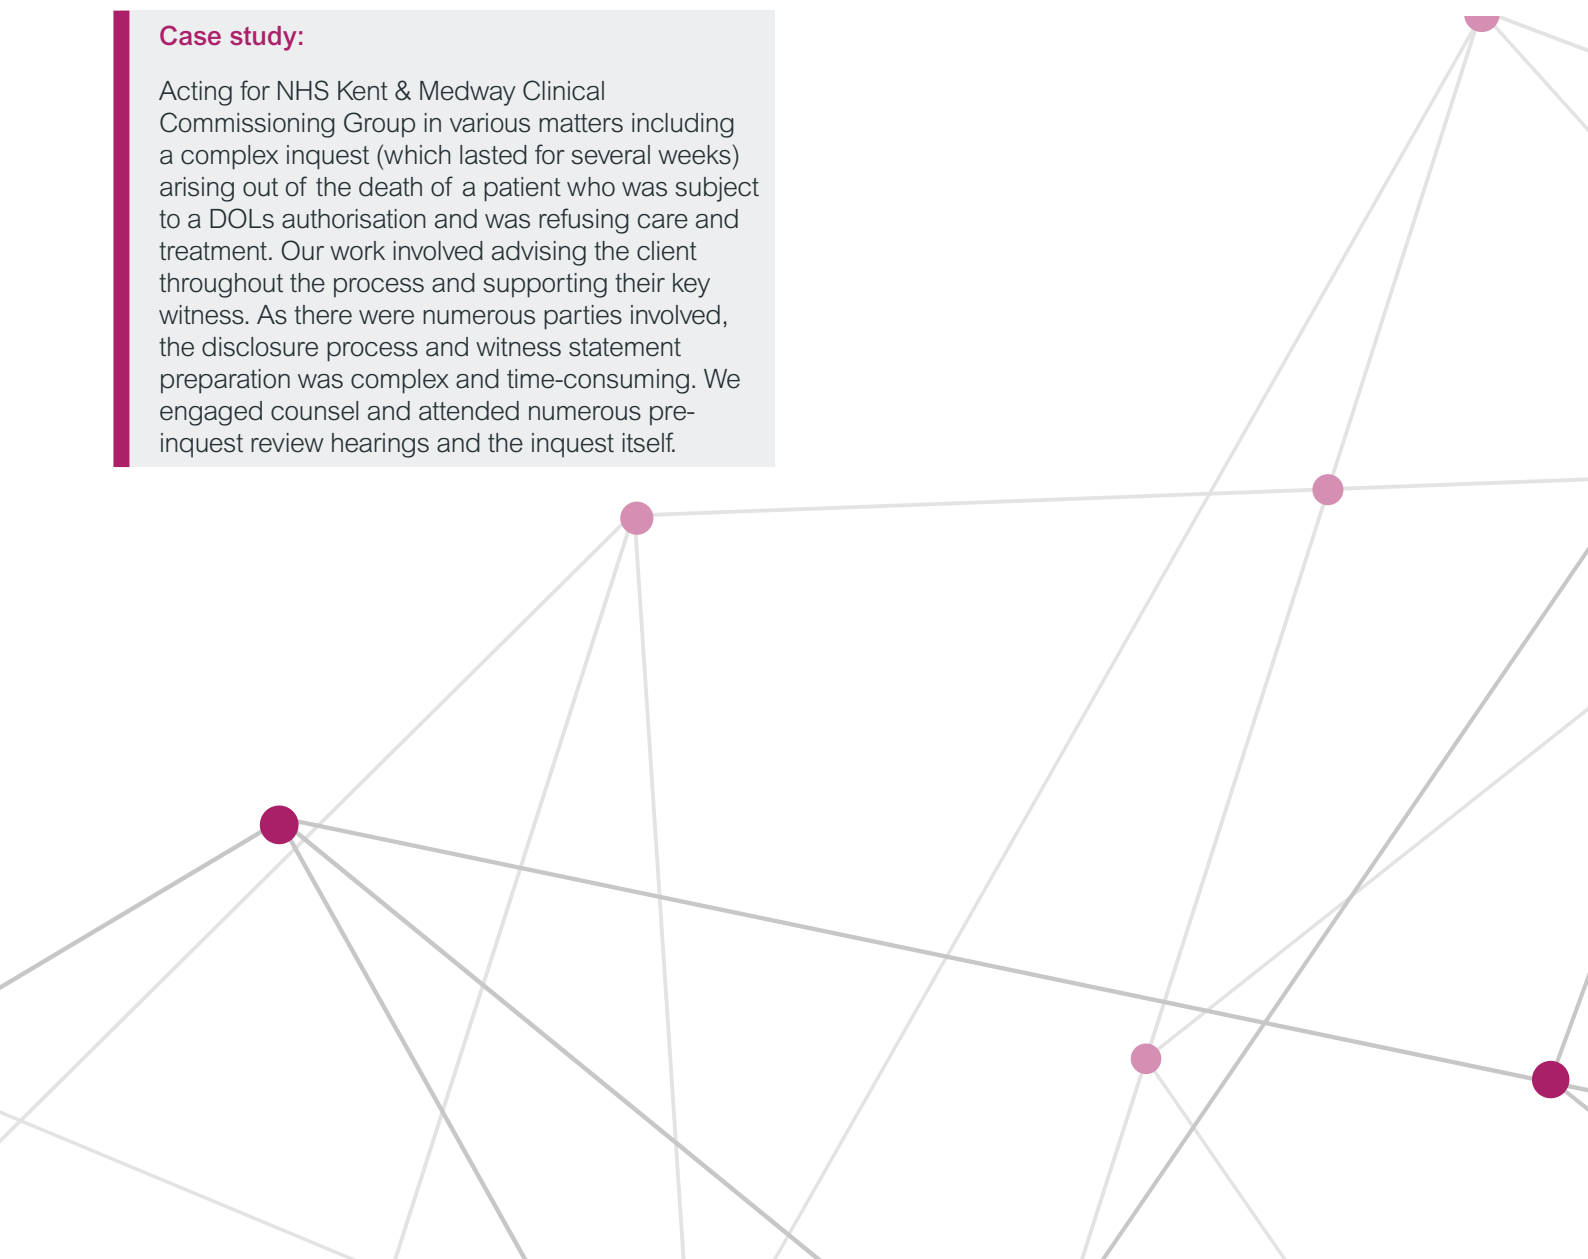 Case study:
Acting for NHS Kent & Medway Clinical
Commissioning Group in various matters including
a complex inquest (which lasted for several weeks)
arising out of the death of a patient who was subject
to a DOLs authorisation and was refusing care and
treatment. Our work involved advising the client
throughout the process and supporting their key
witness. As there were numerous parties involved,
the disclosure process and witness statement
preparation was complex and time-consuming. We
engaged counsel and attended numerous pre-
inquest review hearings and the inquest itself.